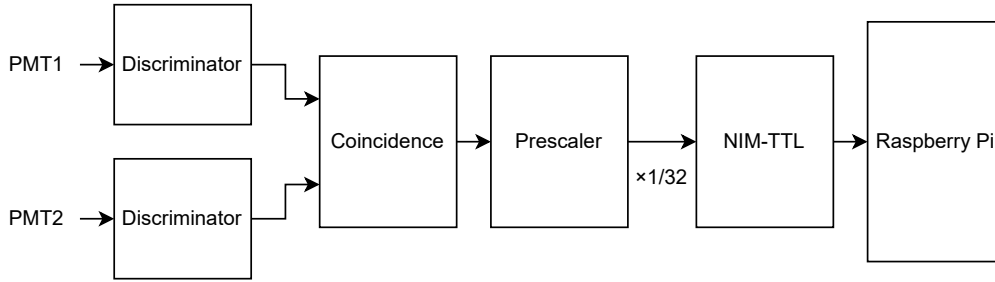 PMT1
Discriminator
PMT2
Discriminator
Coincidence
Prescaler
×1/32
NIM-TTL
Raspberry Pi